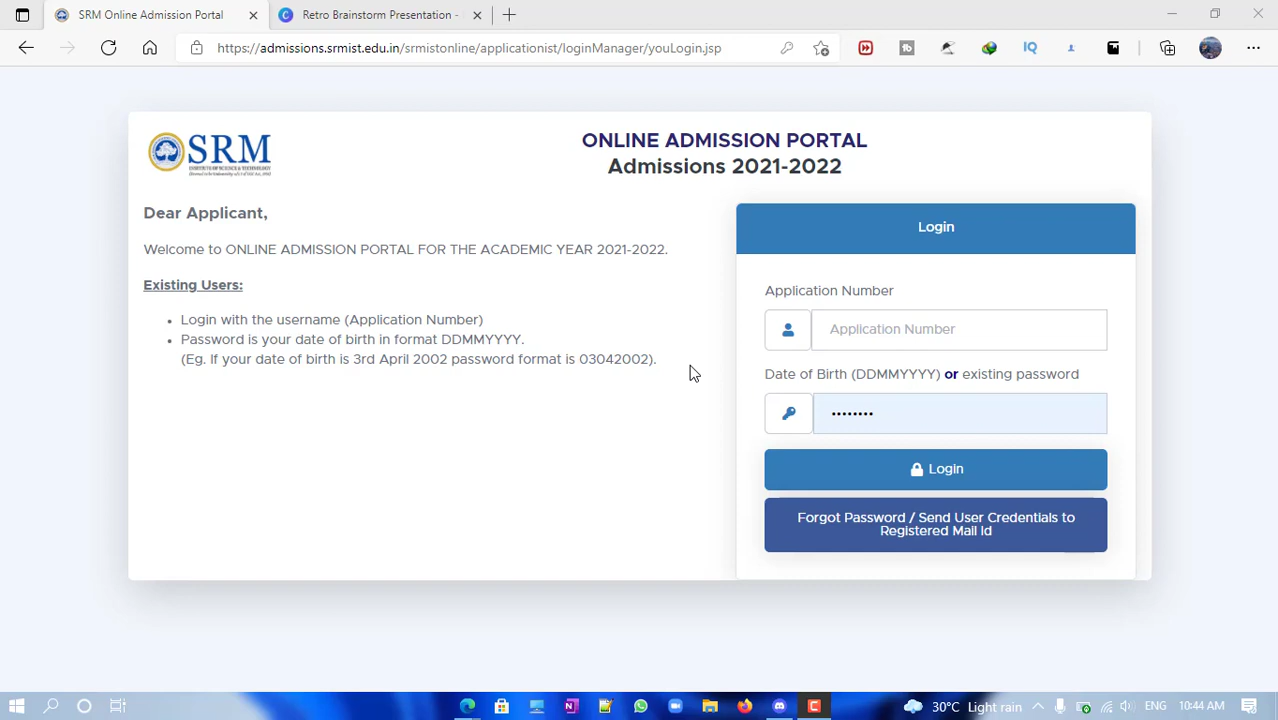 SRM Online Admission Portal
Retro Brainstorm Presentation -
https://admissions.srmist.edu.in/srmistonline/applicationist/loginManager/youLogin.jsp
SRM
INSTITUTE OF SCIENCE & TECHNOLOGY
ONLINE ADMISSION PORTAL
Admissions 2021-2022
Dear Applicant,
Welcome to ONLINE ADMISSION PORTAL FOR THE ACADEMIC YEAR 2021-2022.
Existing Users:
• Login with the username (Application Number)
• Password is your date of birth in format DDMMYYYY.
(Eg. If your date of birth is 3rd April 2002 password format is 03042002).
Login
Application Number
Application Number
Date of Birth (DDMMYYYY) or existing password
••••••••
Login
Forgot Password / Send User Credentials to
Registered Mail Id
30°C Light rain
ENG
10:44 AM